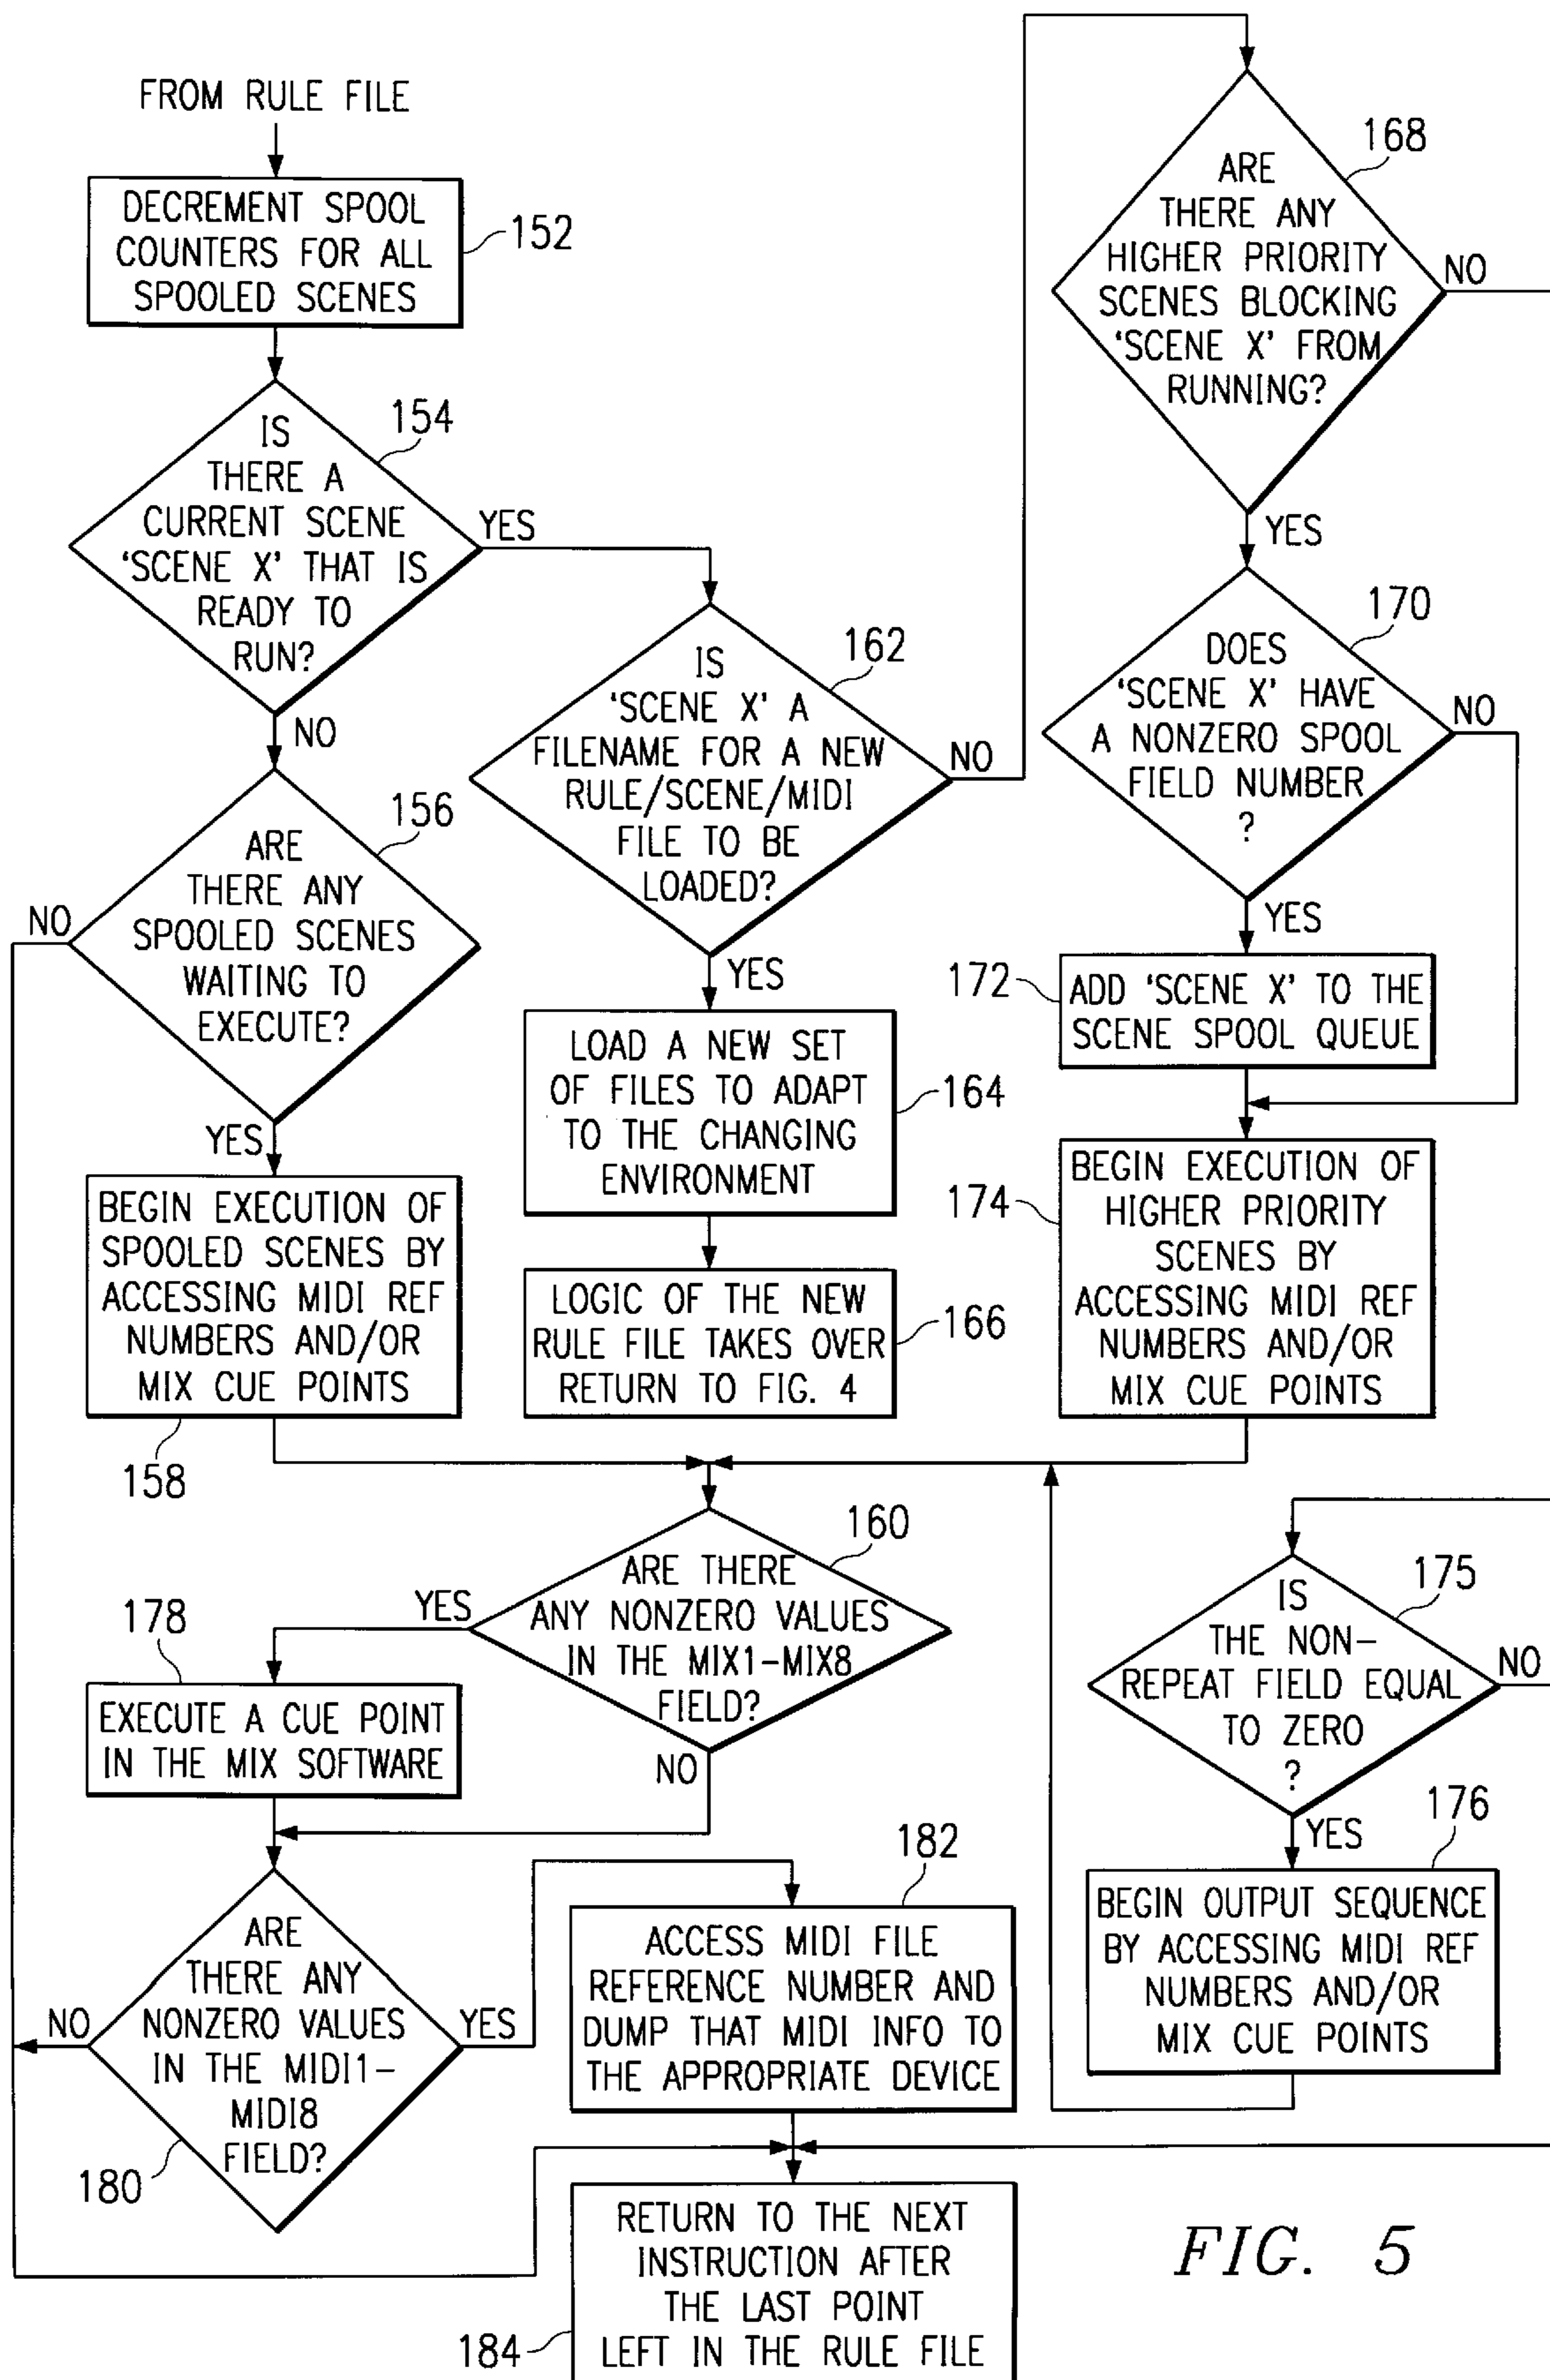 FROM RULE FILE
DECREMENT SPOOL
COUNTERS FOR ALL
SPOOLED SCENES
152
IS
THERE A
CURRENT SCENE
'SCENE X' THAT IS
READY TO
RUN?
154
YES
NO
ARE
THERE ANY
SPOOLED SCENES
WAITING TO
EXECUTE?
156
NO
YES
BEGIN EXECUTION OF
SPOOLED SCENES BY
ACCESSING MIDI REF
NUMBERS AND/OR
MIX CUE POINTS
158
IS
'SCENE X' A
FILENAME FOR A NEW
RULE/SCENE/MIDI
FILE TO BE
LOADED?
162
NO
YES
LOAD A NEW SET
OF FILES TO ADAPT
TO THE CHANGING
ENVIRONMENT
164
LOGIC OF THE NEW
RULE FILE TAKES OVER
RETURN TO FIG. 4
166
ARE
THERE ANY
HIGHER PRIORITY
SCENES BLOCKING
'SCENE X' FROM
RUNNING?
168
NO
YES
DOES
'SCENE X' HAVE
A NONZERO SPOOL
FIELD NUMBER
?
170
NO
YES
172
ADD 'SCENE X' TO THE
SCENE SPOOL QUEUE
174
BEGIN EXECUTION OF
HIGHER PRIORITY
SCENES BY
ACCESSING MIDI REF
NUMBERS AND/OR
MIX CUE POINTS
ARE THERE
ANY NONZERO VALUES
IN THE MIX1-MIX8
FIELD?
160
YES
NO
178
EXECUTE A CUE POINT
IN THE MIX SOFTWARE
IS
THE NON-
REPEAT FIELD EQUAL
TO ZERO
?
175
NO
YES
176
BEGIN OUTPUT SEQUENCE
BY ACCESSING MIDI REF
NUMBERS AND/OR
MIX CUE POINTS
ARE
THERE ANY
NONZERO VALUES
IN THE MIDI1-
MIDI8
FIELD?
180
NO
YES
182
ACCESS MIDI FILE
REFERENCE NUMBER AND
DUMP THAT MIDI INFO TO
THE APPROPRIATE DEVICE
RETURN TO THE NEXT
INSTRUCTION AFTER
THE LAST POINT
LEFT IN THE RULE FILE
184
FIG. 5